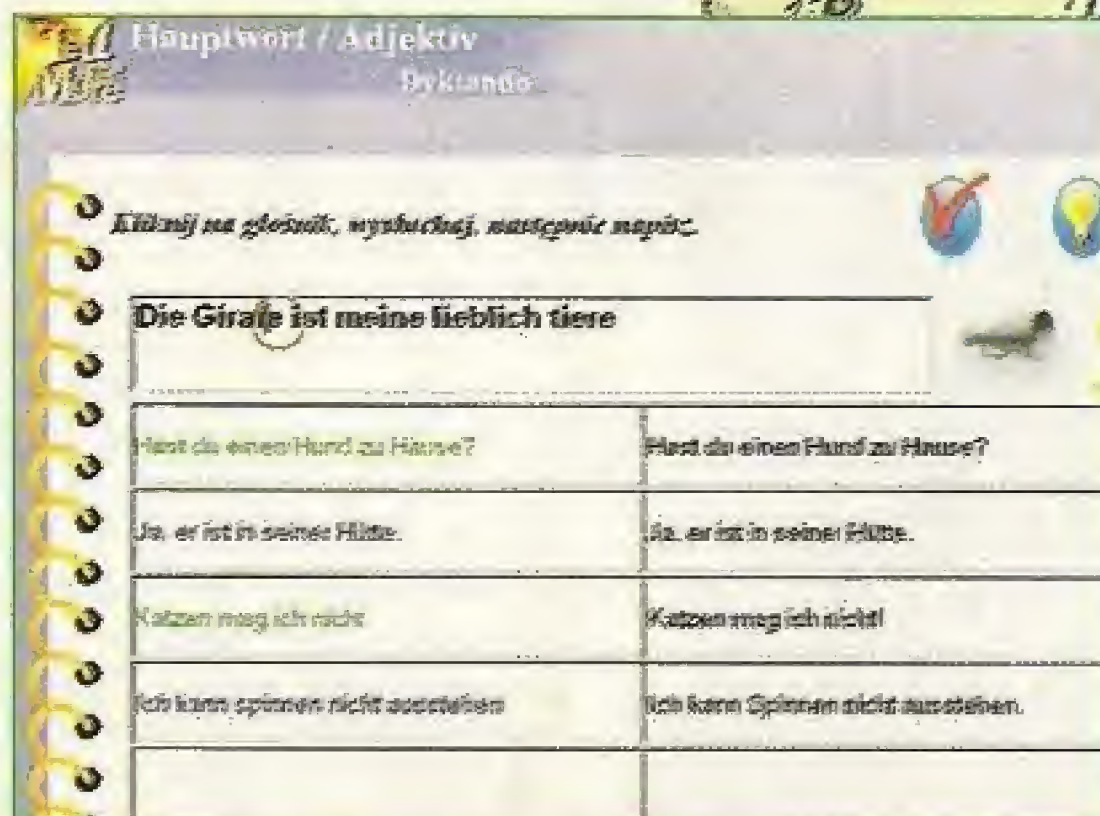 Hauptwort / Adjektiv
Dyktando
Kliknij na głośnik, wysłuchaj, następnie napisz.
Die Girafe ist meine lieblich tiere
Hast du einen Hund zu Hause? Hast du einen Hund zu Hause?
Ja, er ist in seiner Hütte. Ja, er ist in seiner Hütte.
Katzen mag ich nicht Katzen mag ich nicht!
Ich kann spinnen nicht ausstehen Ich kann Spinnen nicht ausstehen.